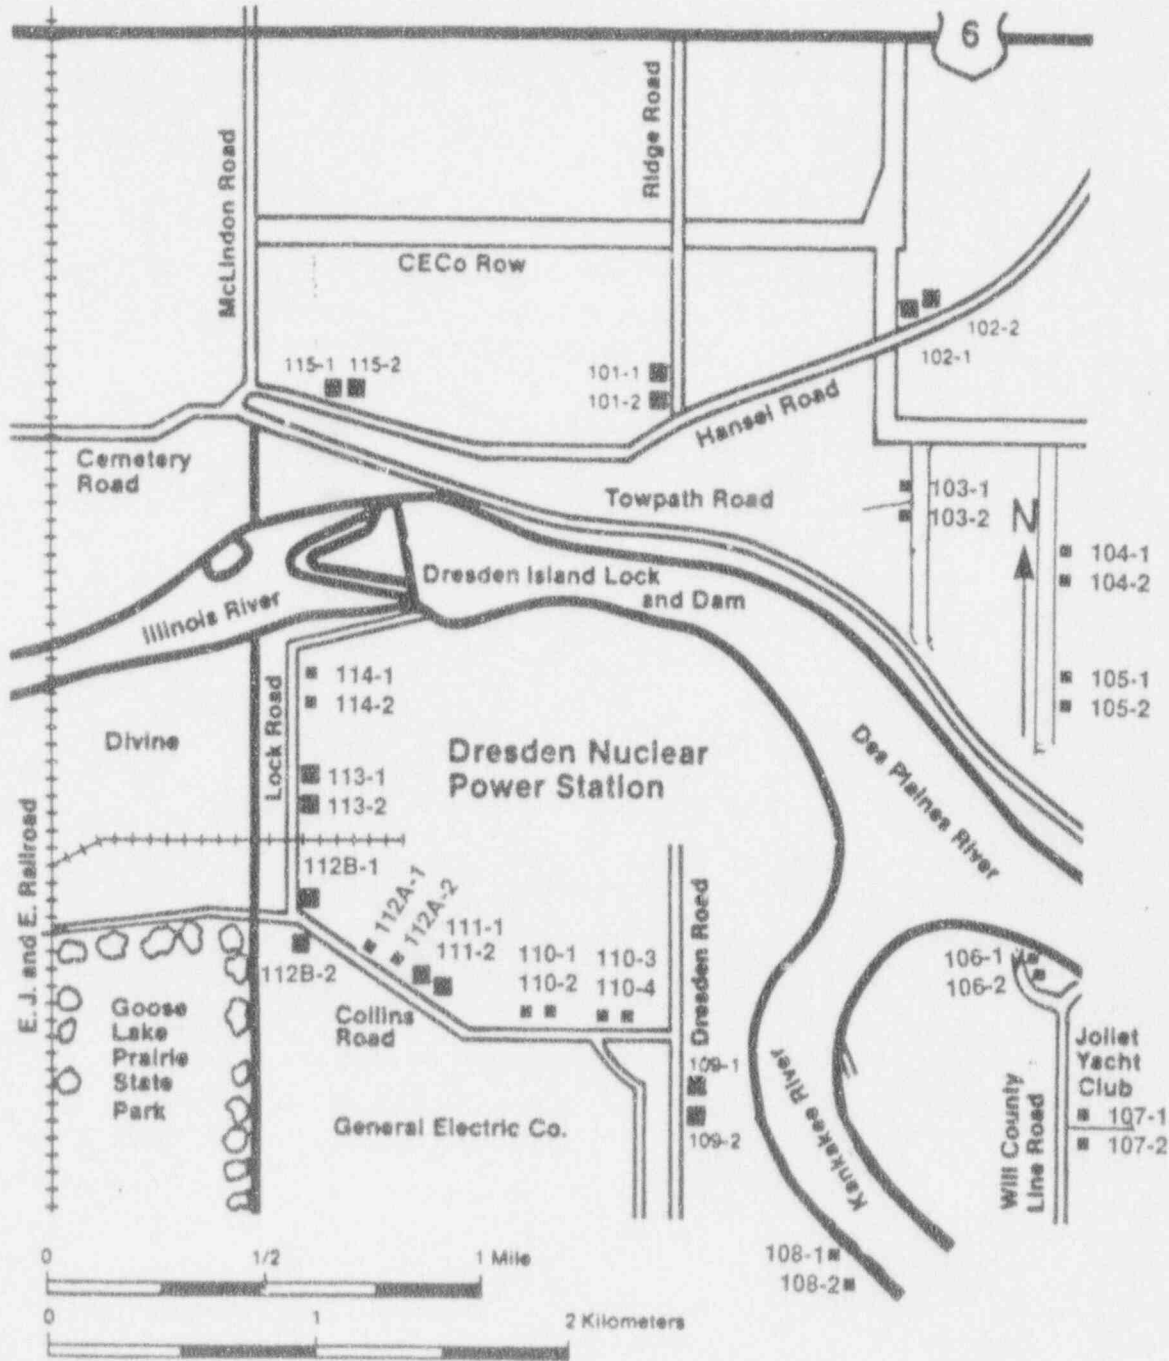 6
McLindon Road
Ridge Road
CECo Row
115-1 115-2
101-1
101-2
102-2
102-1
Hansel Road
Cemetery
Road
Towpath Road
103-1
103-2
N
104-1
104-2
Dresden Island Lock
and Dam
Illinois River
105-1
105-2
114-1
114-2
Lock Road
Divine
Dresden Nuclear
Power Station
Des Plaines River
113-1
113-2
E. J. and E. Railroad
112B-1
112A-1
112A-2
111-1
111-2
110-1
110-2
110-3
110-4
Dresden Road
112B-2
106-1
106-2
Goose
Lake
Prairie
State
Park
Collins
Road
109-1
109-2
Kankakee River
Joliet
Yacht
Club
Will County
Line Road
107-1
107-2
General Electric Co.
108-1
108-2
0 1/2 1 Mile
0 1 2 Kilometers